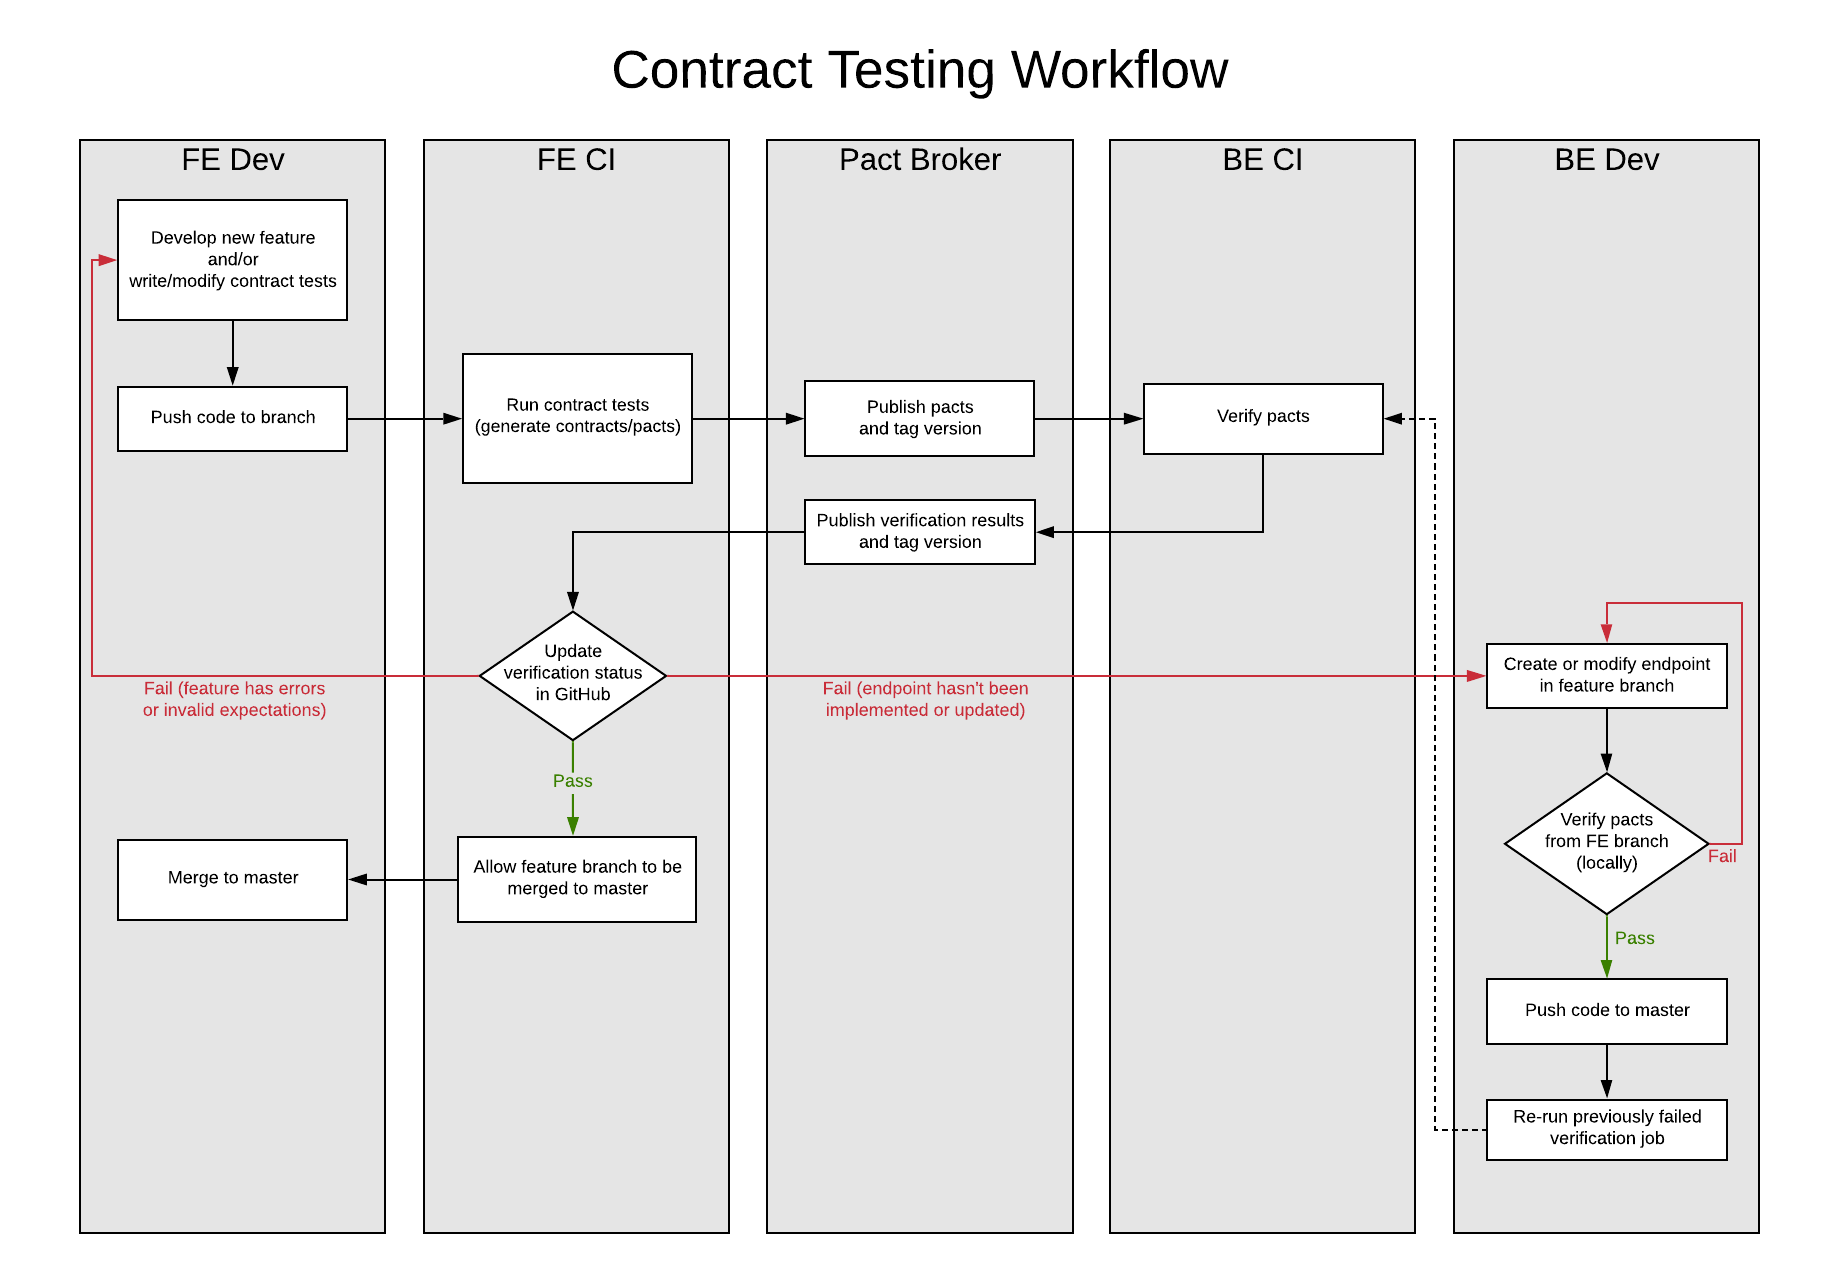 Contract Testing Workflow
FE Dev
FE CI
Pact Broker
BE CI
BE Dev
Develop new feature
and/or
write/modify contract tests
Push code to branch
Run contract tests
(generate contracts/pacts)
Publish pacts
and tag version
Verify pacts
Publish verification results
and tag version
Update
verification status
in GitHub
Fail (feature has errors
or invalid expectations)
Fail (endpoint hasn't been
implemented or updated)
Create or modify endpoint
in feature branch
Pass
Verify pacts
from FE branch
(locally)
Fail
Merge to master
Allow feature branch to be
merged to master
Pass
Push code to master
Re-run previously failed
verification job